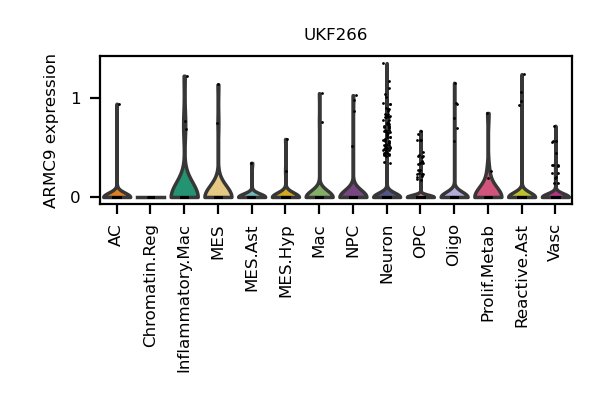 UKF266
ARMC9 expression
1
0
AC
Chromatin.Reg
Inflammatory.Mac
MES
MES.Ast
MES.Hyp
Mac
NPC
Neuron
OPC
Oligo
Prolif.Metab
Reactive.Ast
Vasc